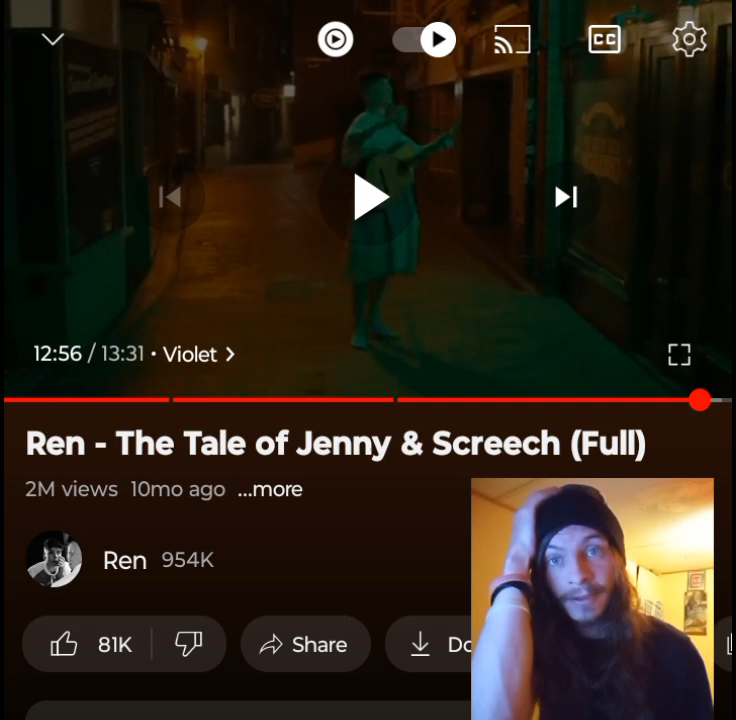 CC
12:56 / 13:31 • Violet >
Ren - The Tale of Jenny & Screech (Full)
2M views 10mo ago ...more
Ren 954K
81K Share Do